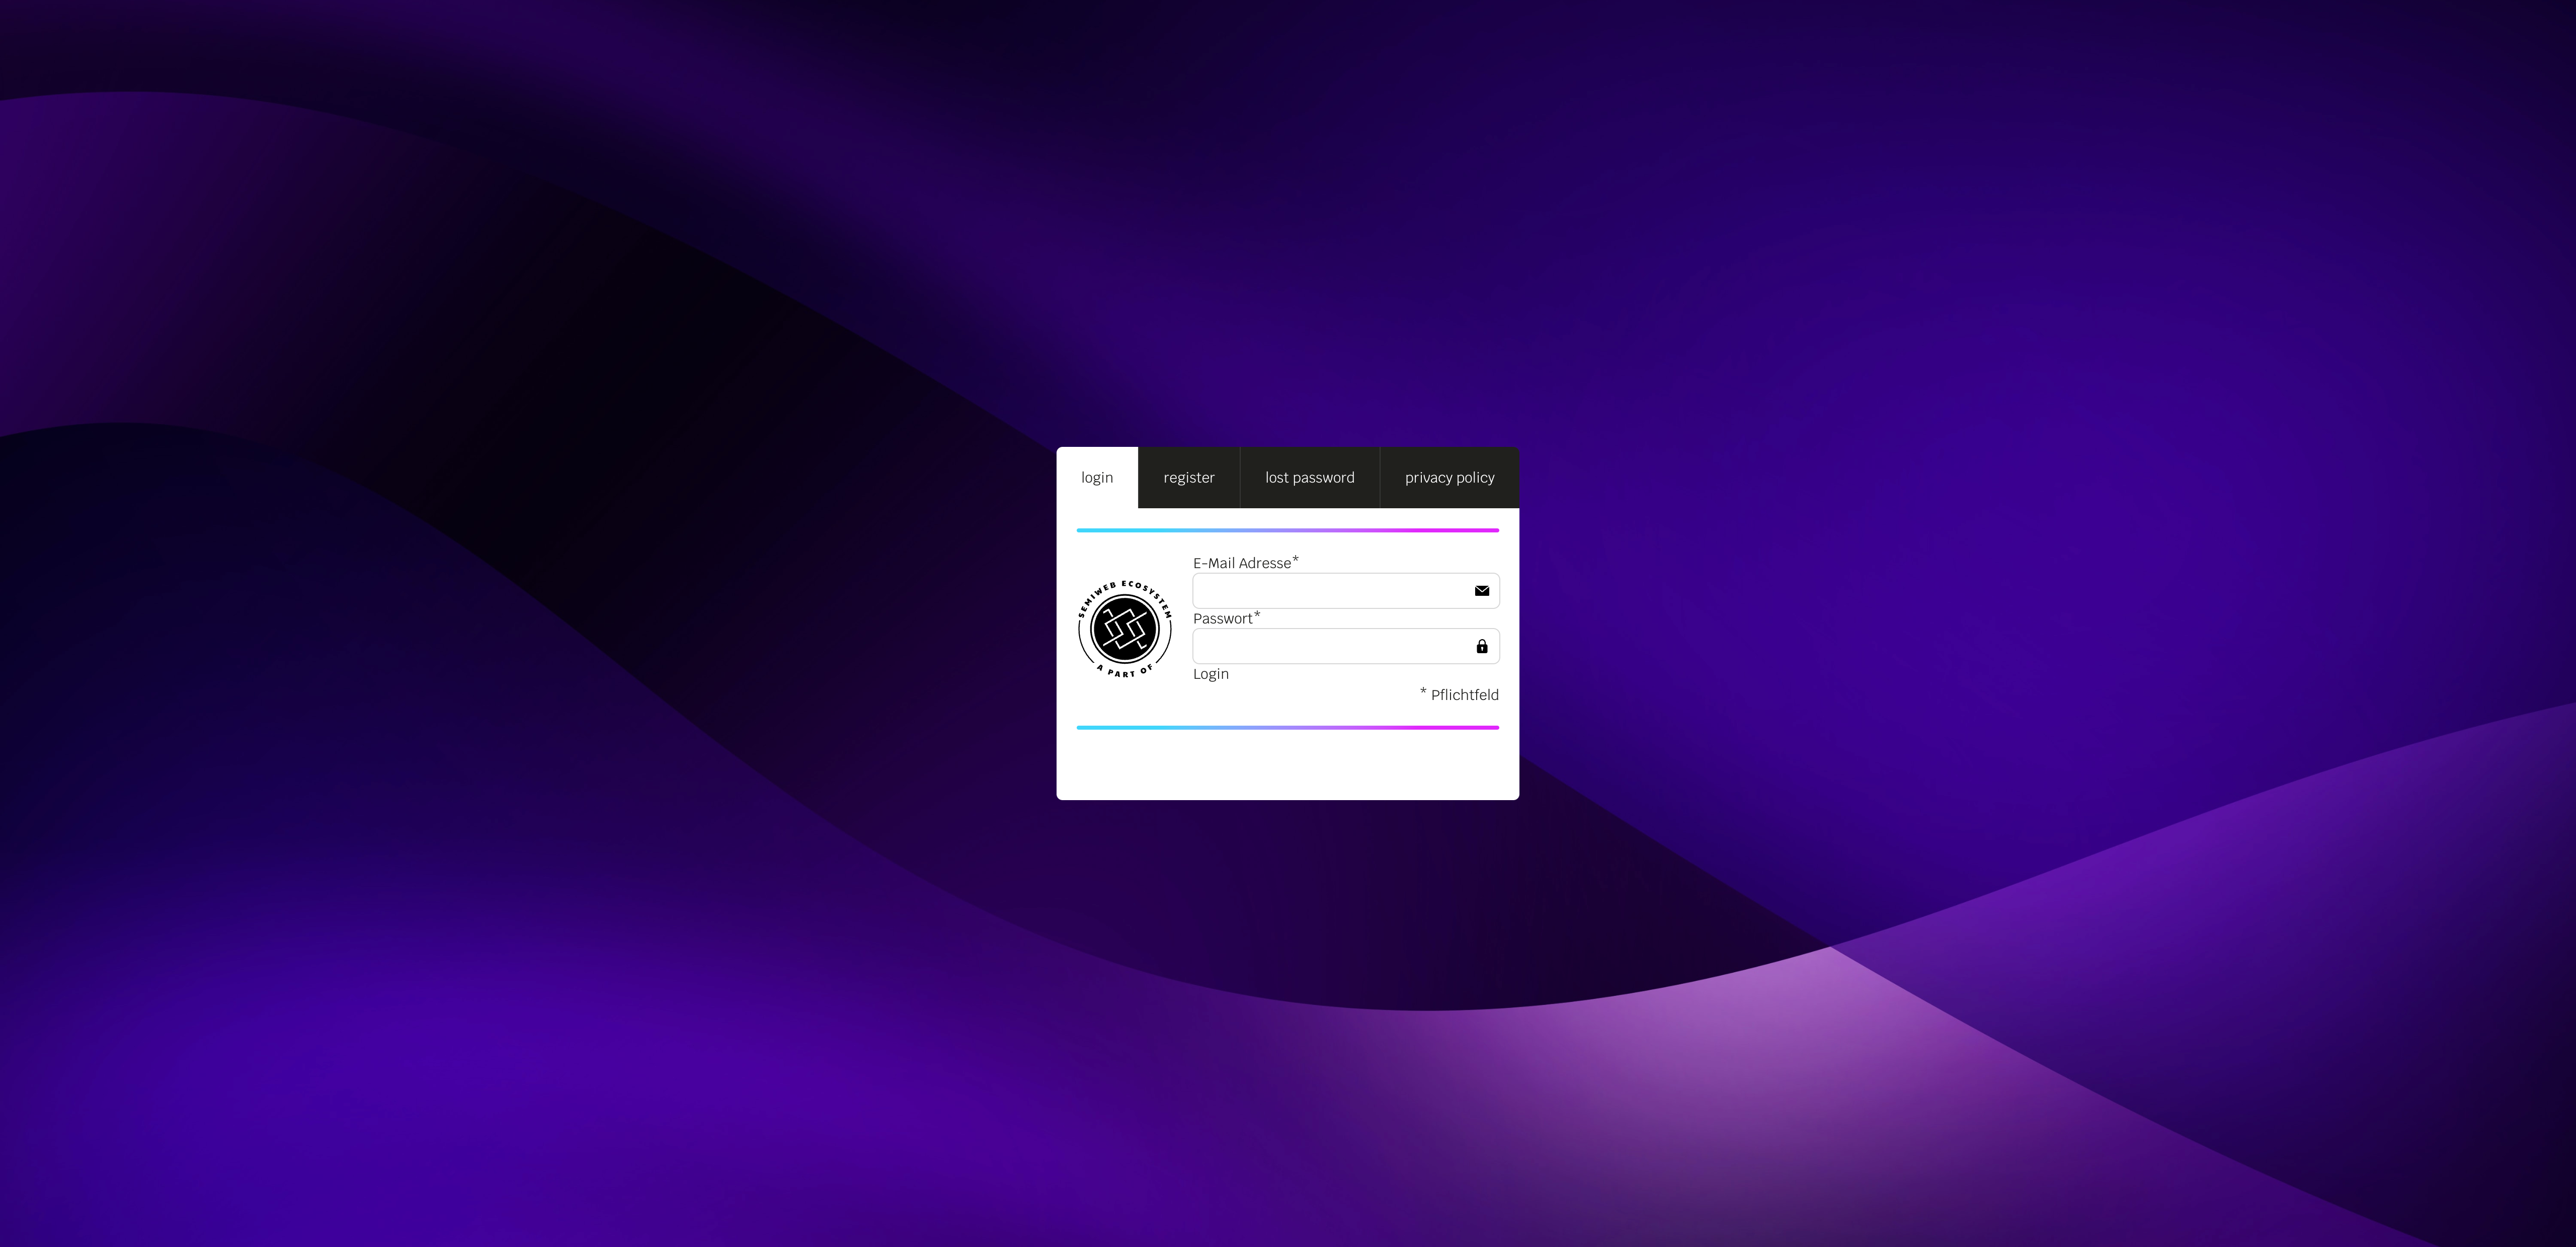 login register lost password privacy policy
E-Mail Adresse*
SEMIWEB ECOSYSTEM
Passwort*
A PART OF
Login
* Pflichtfeld